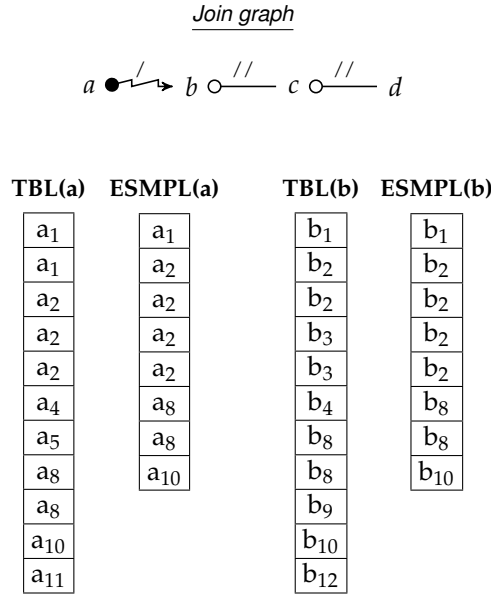 Join graph
a / b // c // d
TBL(a) ESMPL(a) TBL(b) ESMPL(b)
a₁ a₁ b₁ b₁
a₁ a₂ b₂ b₂
a₂ a₂ b₂ b₂
a₂ a₂ b₃ b₂
a₂ a₂ b₃ b₂
a₄ a₈ b₄ b₈
a₅ a₈ b₈ b₈
a₈ a₁₀ b₈ b₁₀
a₈ b₉
a₁₀ b₁₀
a₁₁ b₁₂